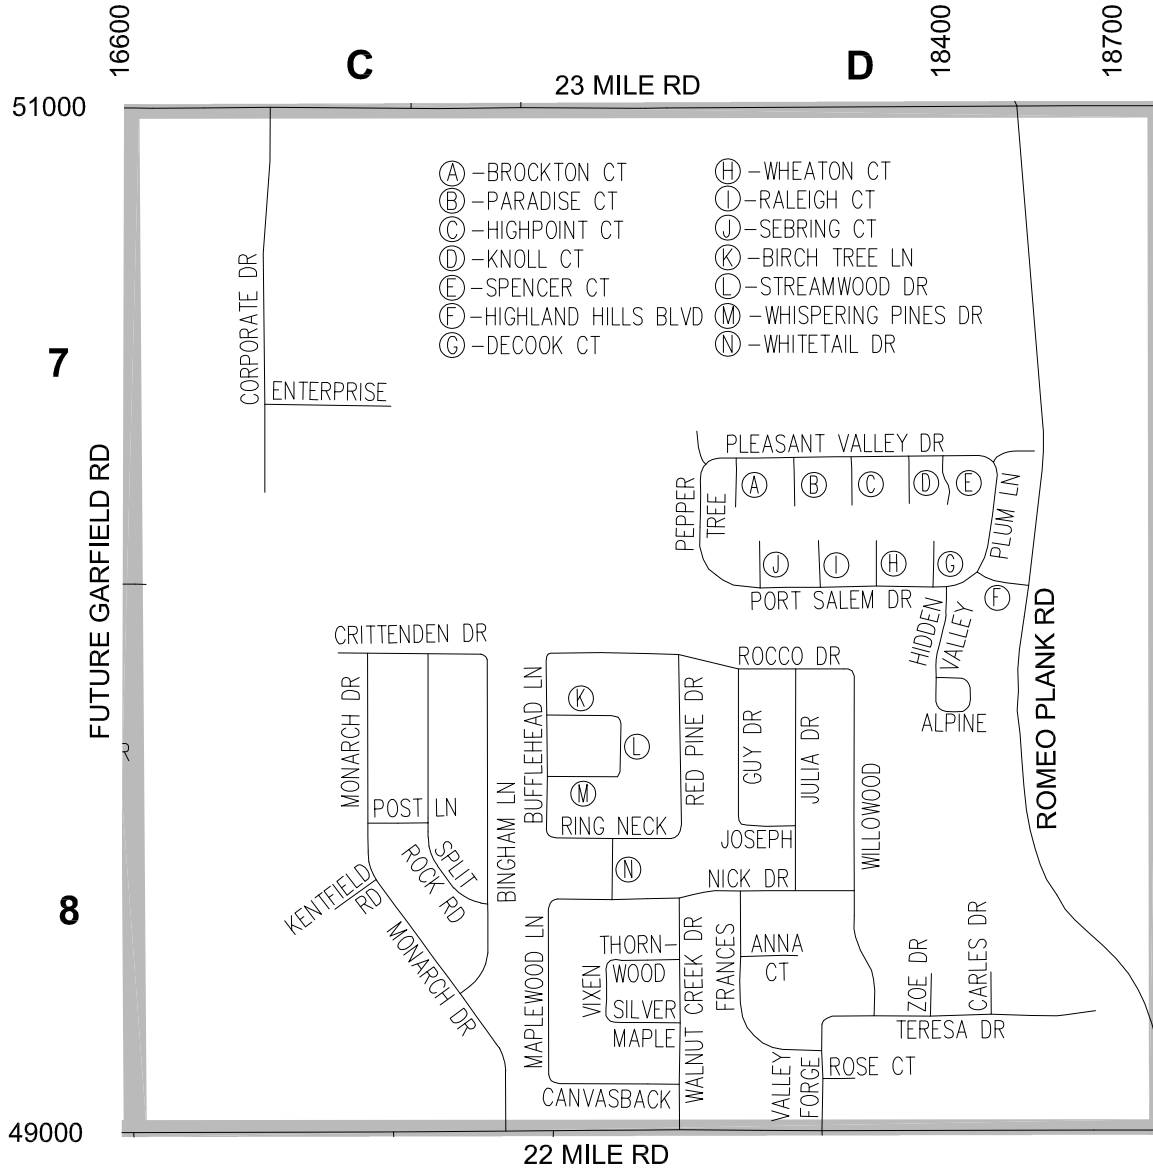 16600
C
D
18400
18700
23 MILE RD
51000
Ⓐ-BROCKTON CT
Ⓑ-PARADISE CT
Ⓒ-HIGHPOINT CT
Ⓓ-KNOLL CT
Ⓔ-SPENCER CT
Ⓕ-HIGHLAND HILLS BLVD
Ⓖ-DECOOK CT
Ⓗ-WHEATON CT
Ⓘ-RALEIGH CT
Ⓙ-SEBRING CT
Ⓚ-BIRCH TREE LN
Ⓛ-STREAMWOOD DR
Ⓜ-WHISPERING PINES DR
Ⓝ-WHITETAIL DR
CORPORATE DR
7
ENTERPRISE
FUTURE GARFIELD RD
PLEASANT VALLEY DR
PEPPER
TREE
Ⓐ
Ⓑ
Ⓒ
Ⓓ
Ⓔ
PLUM LN
Ⓙ
Ⓘ
Ⓗ
Ⓖ
PORT SALEM DR
Ⓕ
HIDDEN
VALLEY
ALPINE
ROMEO PLANK RD
CRITTENDEN DR
MONARCH DR
POST LN
SPLIT
ROCK RD
BINGHAM LN
BUFFLEHEAD LN
Ⓚ
Ⓛ
Ⓜ
RING NECK
RED PINE DR
ROCCO DR
GUY DR
JULIA DR
JOSEPH
WILLOWOOD
R
8
KENTFIELD
RD
MONARCH DR
Ⓝ
NICK DR
MAPLEWOOD LN
THORN-
WOOD
VIXEN
SILVER
MAPLE
WALNUT CREEK DR
FRANCES
ANNA
CT
ZOE DR
CARLES DR
TERESA DR
CANVASBACK
VALLEY
FORGE
ROSE CT
49000
22 MILE RD